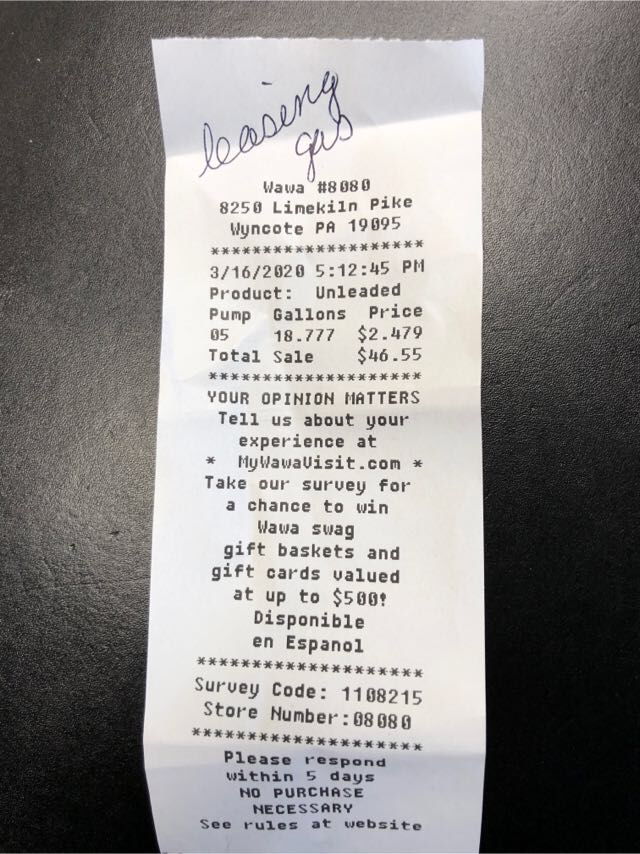 leasing
gas
Wawa #8080
8250 Limekiln Pike
Wyncote PA 19095
********************
3/16/2020 5:12:45 PM
Product: Unleaded
Pump Gallons Price
05 18.777 $2.479
Total Sale $46.55
********************
YOUR OPINION MATTERS
Tell us about your
experience at
* MyWawaVisit.com *
Take our survey for
a chance to win
Wawa swag
gift baskets and
gift cards valued
at up to $500!
Disponible
en Espanol
********************
Survey Code: 1108215
Store Number:08080
********************
Please respond
within 5 days
NO PURCHASE
NECESSARY
See rules at website